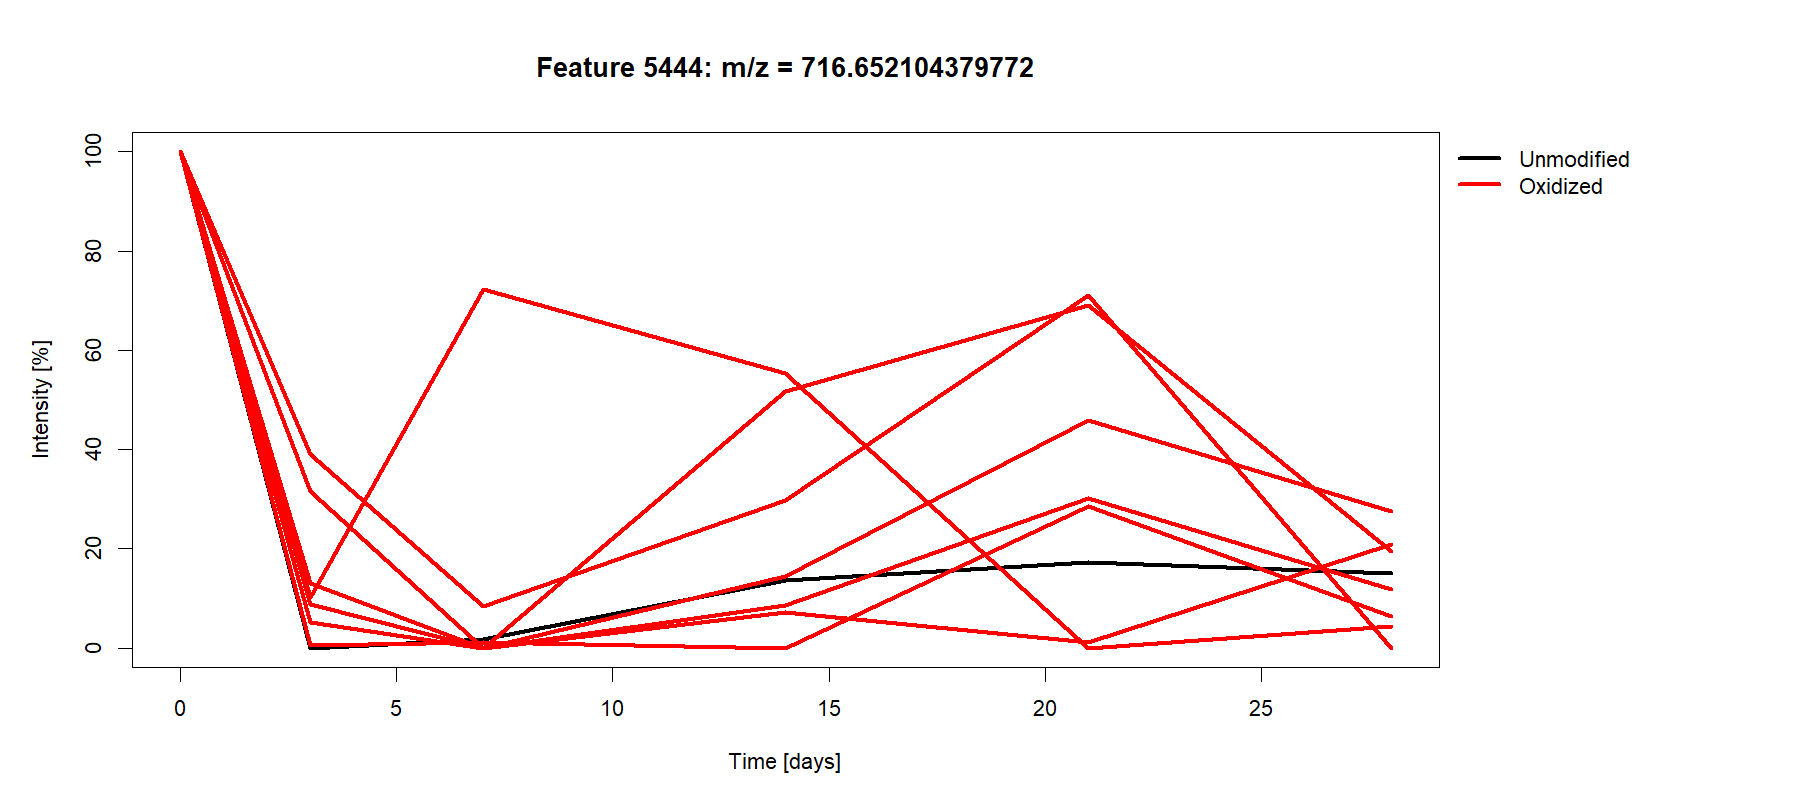 Feature 5444: m/z = 716.652104379772
Unmodified
Oxidized
Intensity [%]
100
80
60
40
20
0
0 5 10 15 20 25
Time [days]